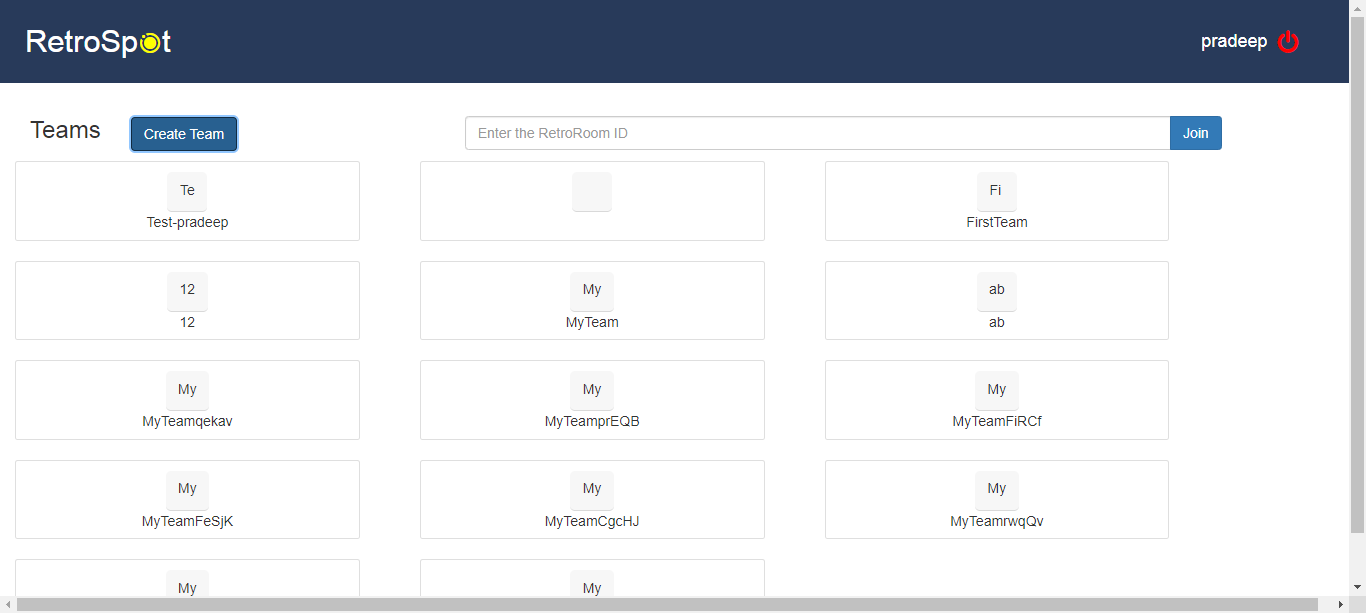 RetroSpot
pradeep
Teams
Create Team
Enter the RetroRoom ID
Join
Te
Test-pradeep
Fi
FirstTeam
12
12
My
MyTeam
ab
ab
My
MyTeamqekav
My
MyTeamprEQB
My
MyTeamFiRCf
My
MyTeamFeSjK
My
MyTeamCgcHJ
My
MyTeamrwqQv
My
My